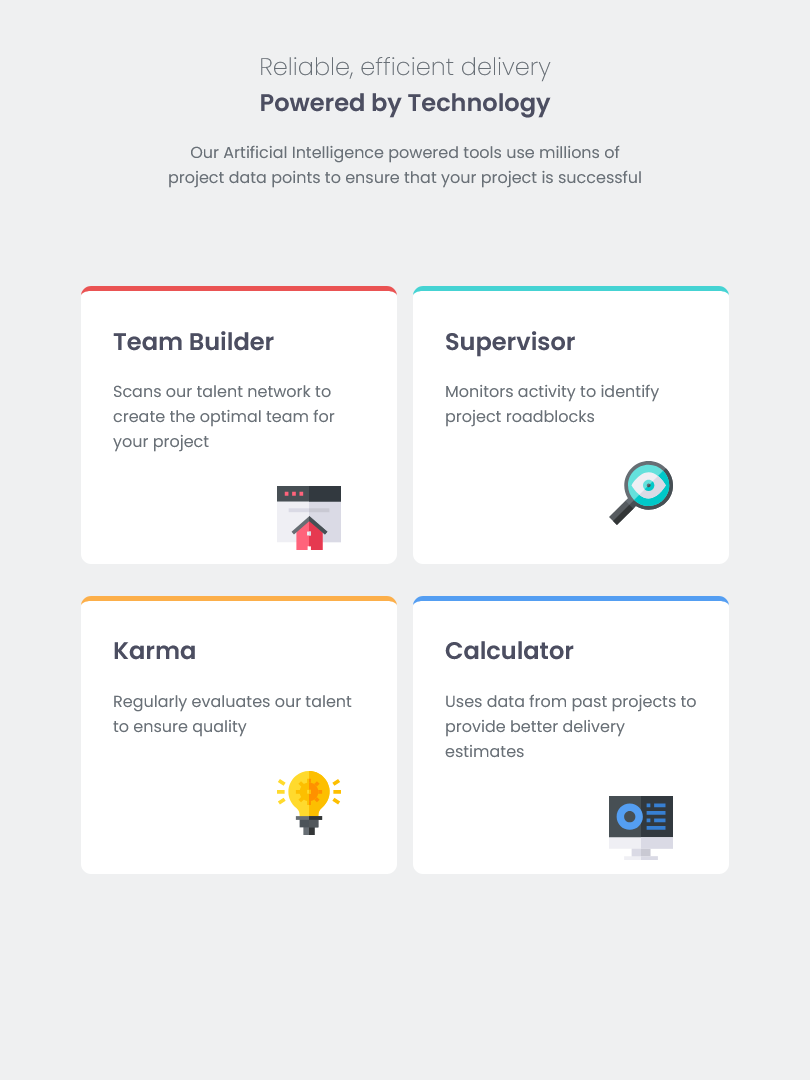 Reliable, efficient delivery
Powered by Technology
Our Artificial Intelligence powered tools use millions of
project data points to ensure that your project is successful
Team Builder
Scans our talent network to
create the optimal team for
your project
Supervisor
Monitors activity to identify
project roadblocks
Karma
Regularly evaluates our talent
to ensure quality
Calculator
Uses data from past projects to
provide better delivery
estimates